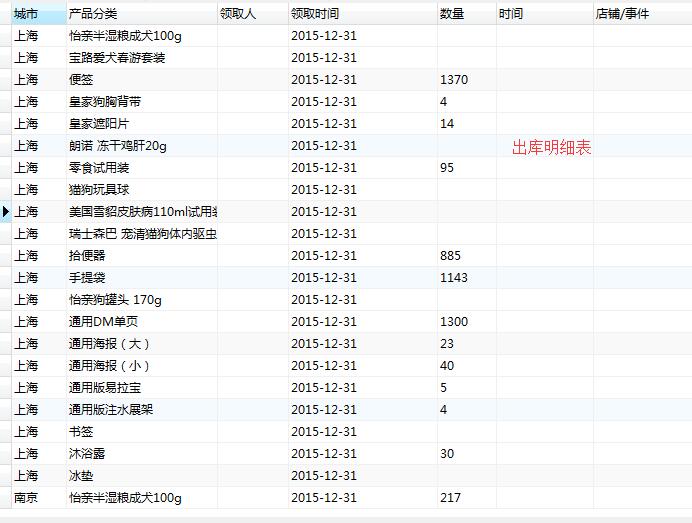 城市 产品分类 领取人 领取时间 数量 时间 店铺/事件
上海 怡亲半湿粮成犬100g 2015-12-31
上海 宝路爱犬春游套装 2015-12-31
上海 便签 2015-12-31 1370
上海 皇家狗胸背带 2015-12-31 4
上海 皇家遮阳片 2015-12-31 14
上海 朗诺 冻干鸡肝20g 2015-12-31 出库明细表
上海 零食试用装 2015-12-31 95
上海 猫狗玩具球 2015-12-31
上海 美国雪貂皮肤病110ml试用装 2015-12-31
上海 瑞士森巴 宠清猫狗体内驱虫 2015-12-31
上海 拾便器 2015-12-31 885
上海 手提袋 2015-12-31 1143
上海 怡亲狗罐头 170g 2015-12-31
上海 通用DM单页 2015-12-31 1300
上海 通用海报（大） 2015-12-31 23
上海 通用海报（小） 2015-12-31 40
上海 通用版易拉宝 2015-12-31 5
上海 通用版注水展架 2015-12-31 4
上海 书签 2015-12-31
上海 沐浴露 2015-12-31 30
上海 冰垫 2015-12-31
南京 怡亲半湿粮成犬100g 2015-12-31 217